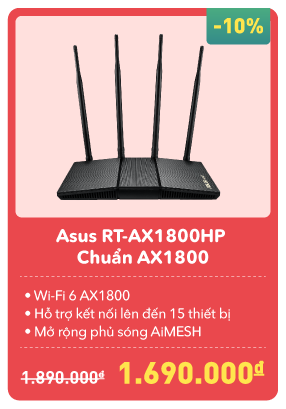 -10%
Asus RT-AX1800HP
Chuẩn AX1800
• Wi-Fi 6 AX1800
• Hỗ trợ kết nối lên đến 15 thiết bị
• Mở rộng phủ sóng AiMESH
1.890.000đ 1.690.000đ